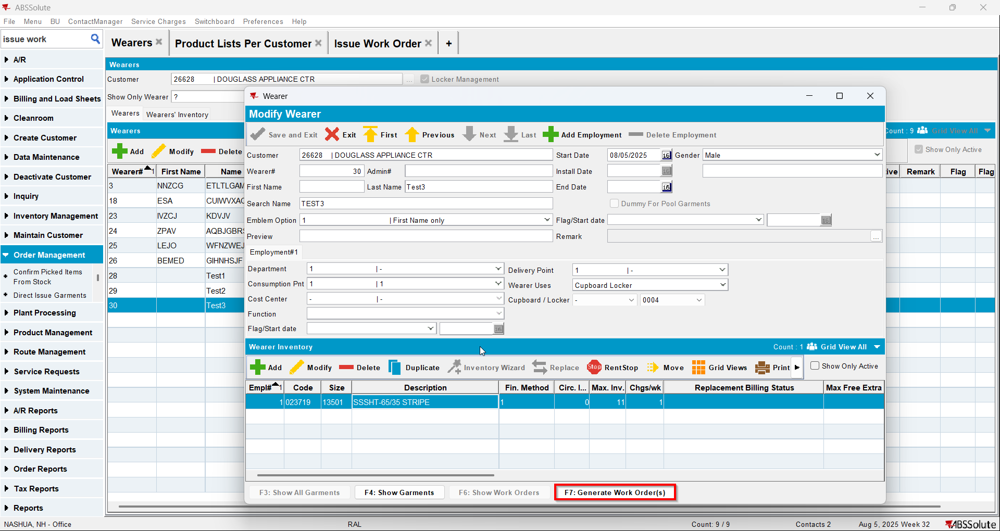 ABSSolute
File Menu BU ContactManager Service Charges Switchboard Preferences Help
issue work
Wearers
Product Lists Per Customer
Issue Work Order
+
A/R
Application Control
Billing and Load Sheets
Cleanroom
Create Customer
Data Maintenance
Deactivate Customer
Inquiry
Inventory Management
Maintain Customer
Order Management
Confirm Picked Items
From Stock
Direct Issue Garments
Plant Processing
Product Management
Route Management
Service Requests
System Maintenance
A/R Reports
Billing Reports
Delivery Reports
Order Reports
Tax Reports
Reports
Wearers
Customer 26628 | DOUGLASS APPLIANCE CTR ... Locker Management
Show Only Wearer ?
Wearers Wearers' Inventory
Wearers
Count : 9 Grid View All
Add Modify Delete
Show Only Active
Wearer# 1 First Name Name
tive Remark Flag Flag
3 NNZCG ETLTLGAM
18 ESA CUIWVXAC
23 IVZCJ KDVJV
24 ZPAV AQBJGBRS
25 LEJO WFNZWEJ
26 BEMED GIHNHSJF
28 Test1
29 Test2
30 Test3
Wearer
Modify Wearer
Save and Exit Exit First Previous Next Last Add Employment Delete Employment
Customer 26628 | DOUGLASS APPLIANCE CTR Start Date 08/05/2025 16 Gender Male
Wearer# 30 Admin# Install Date 16
First Name Last Name Test3 End Date 16
Search Name TEST3 Dummy For Pool Garments
Emblem Option 1 | First Name only Flag/Start date 16
Preview Remark ...
Employment#1
Department 1 | - Delivery Point 1 | -
Consumption Pnt 1 | 1 Wearer Uses Cupboard Locker
Cost Center - | - Cupboard / Locker - 0004
Function
Flag/Start date 16
Wearer Inventory Count : 1 Grid View All
Add Modify Delete Duplicate Inventory Wizard Replace Stop RentStop Move Grid Views Print Show Only Active
Empl# 1 Code Size Description Fin. Method Circ. I... Max. Inv. Chgs/wk Replacement Billing Status Max Free Extra
1 023719 13501 SSSHT-65/35 STRIPE 1 0 11 1
F3: Show All Garments F4: Show Garments F6: Show Work Orders F7: Generate Work Order(s)
NASHUA, NH - Office RAL Count: 9 / 9 Contacts 2 Aug 5, 2025 Week 32 ABSSolute